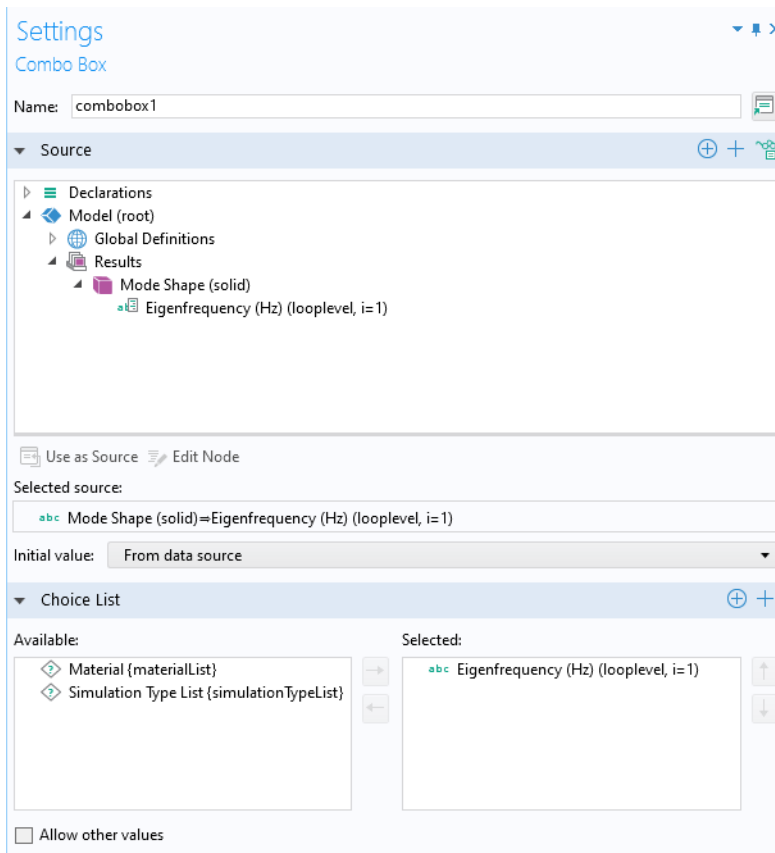 Settings
Combo Box
Name: combobox1
Source
Declarations
Model (root)
Global Definitions
Results
Mode Shape (solid)
Eigenfrequency (Hz) (looplevel, i=1)
Use as Source Edit Node
Selected source:
abc Mode Shape (solid)⇒Eigenfrequency (Hz) (looplevel, i=1)
Initial value: From data source
Choice List
Available: Selected:
Material {materialList} abc Eigenfrequency (Hz) (looplevel, i=1)
Simulation Type List {simulationTypeList}
Allow other values